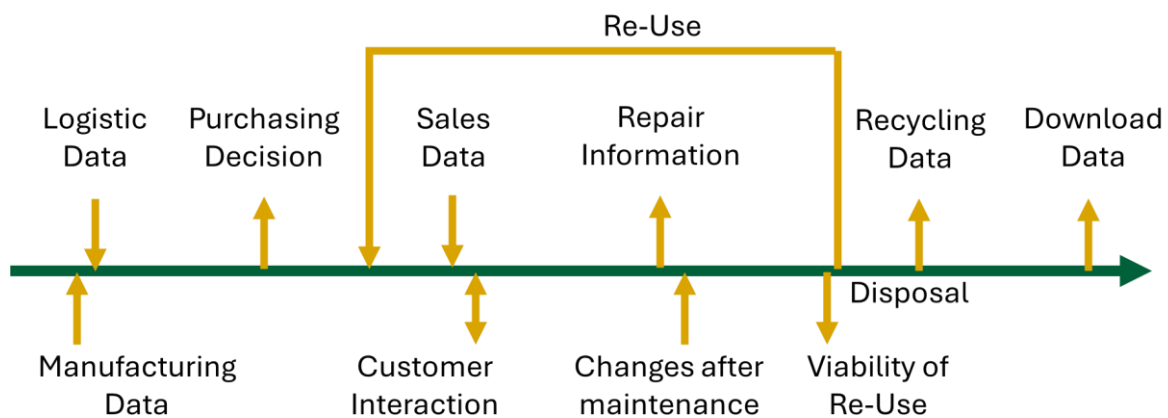 Re-Use
Logistic
Data
Purchasing
Decision
Sales
Data
Repair
Information
Recycling
Data
Download
Data
Disposal
Manufacturing
Data
Customer
Interaction
Changes after
maintenance
Viability of
Re-Use